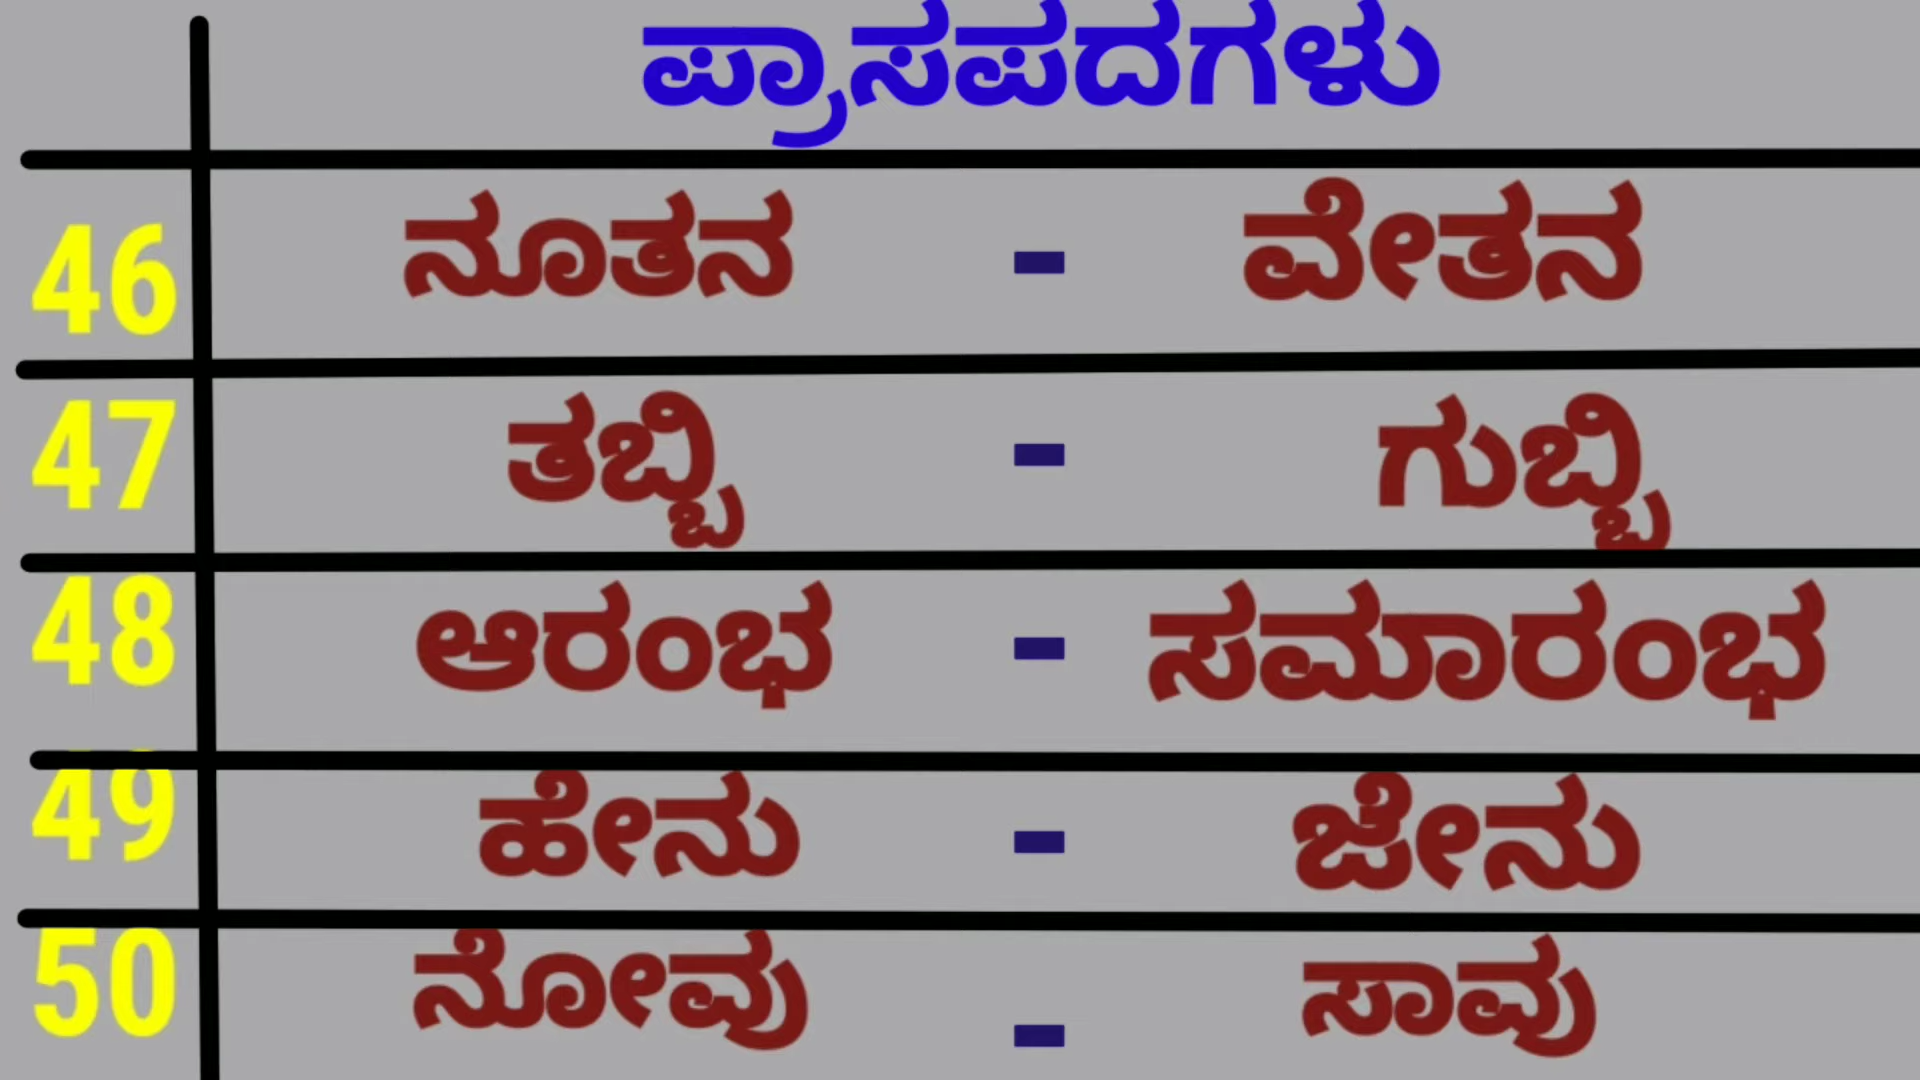 ಪ್ರಾಸಪದಗಳು
46 ನೂತನ - ವೇತನ
47 ತಬ್ಬಿ - ಗುಬ್ಬಿ
48 ಆರಂಭ - ಸಮಾರಂಭ
49 ಹೇನು - ಜೇನು
50 ನೋವು - ಸಾವು